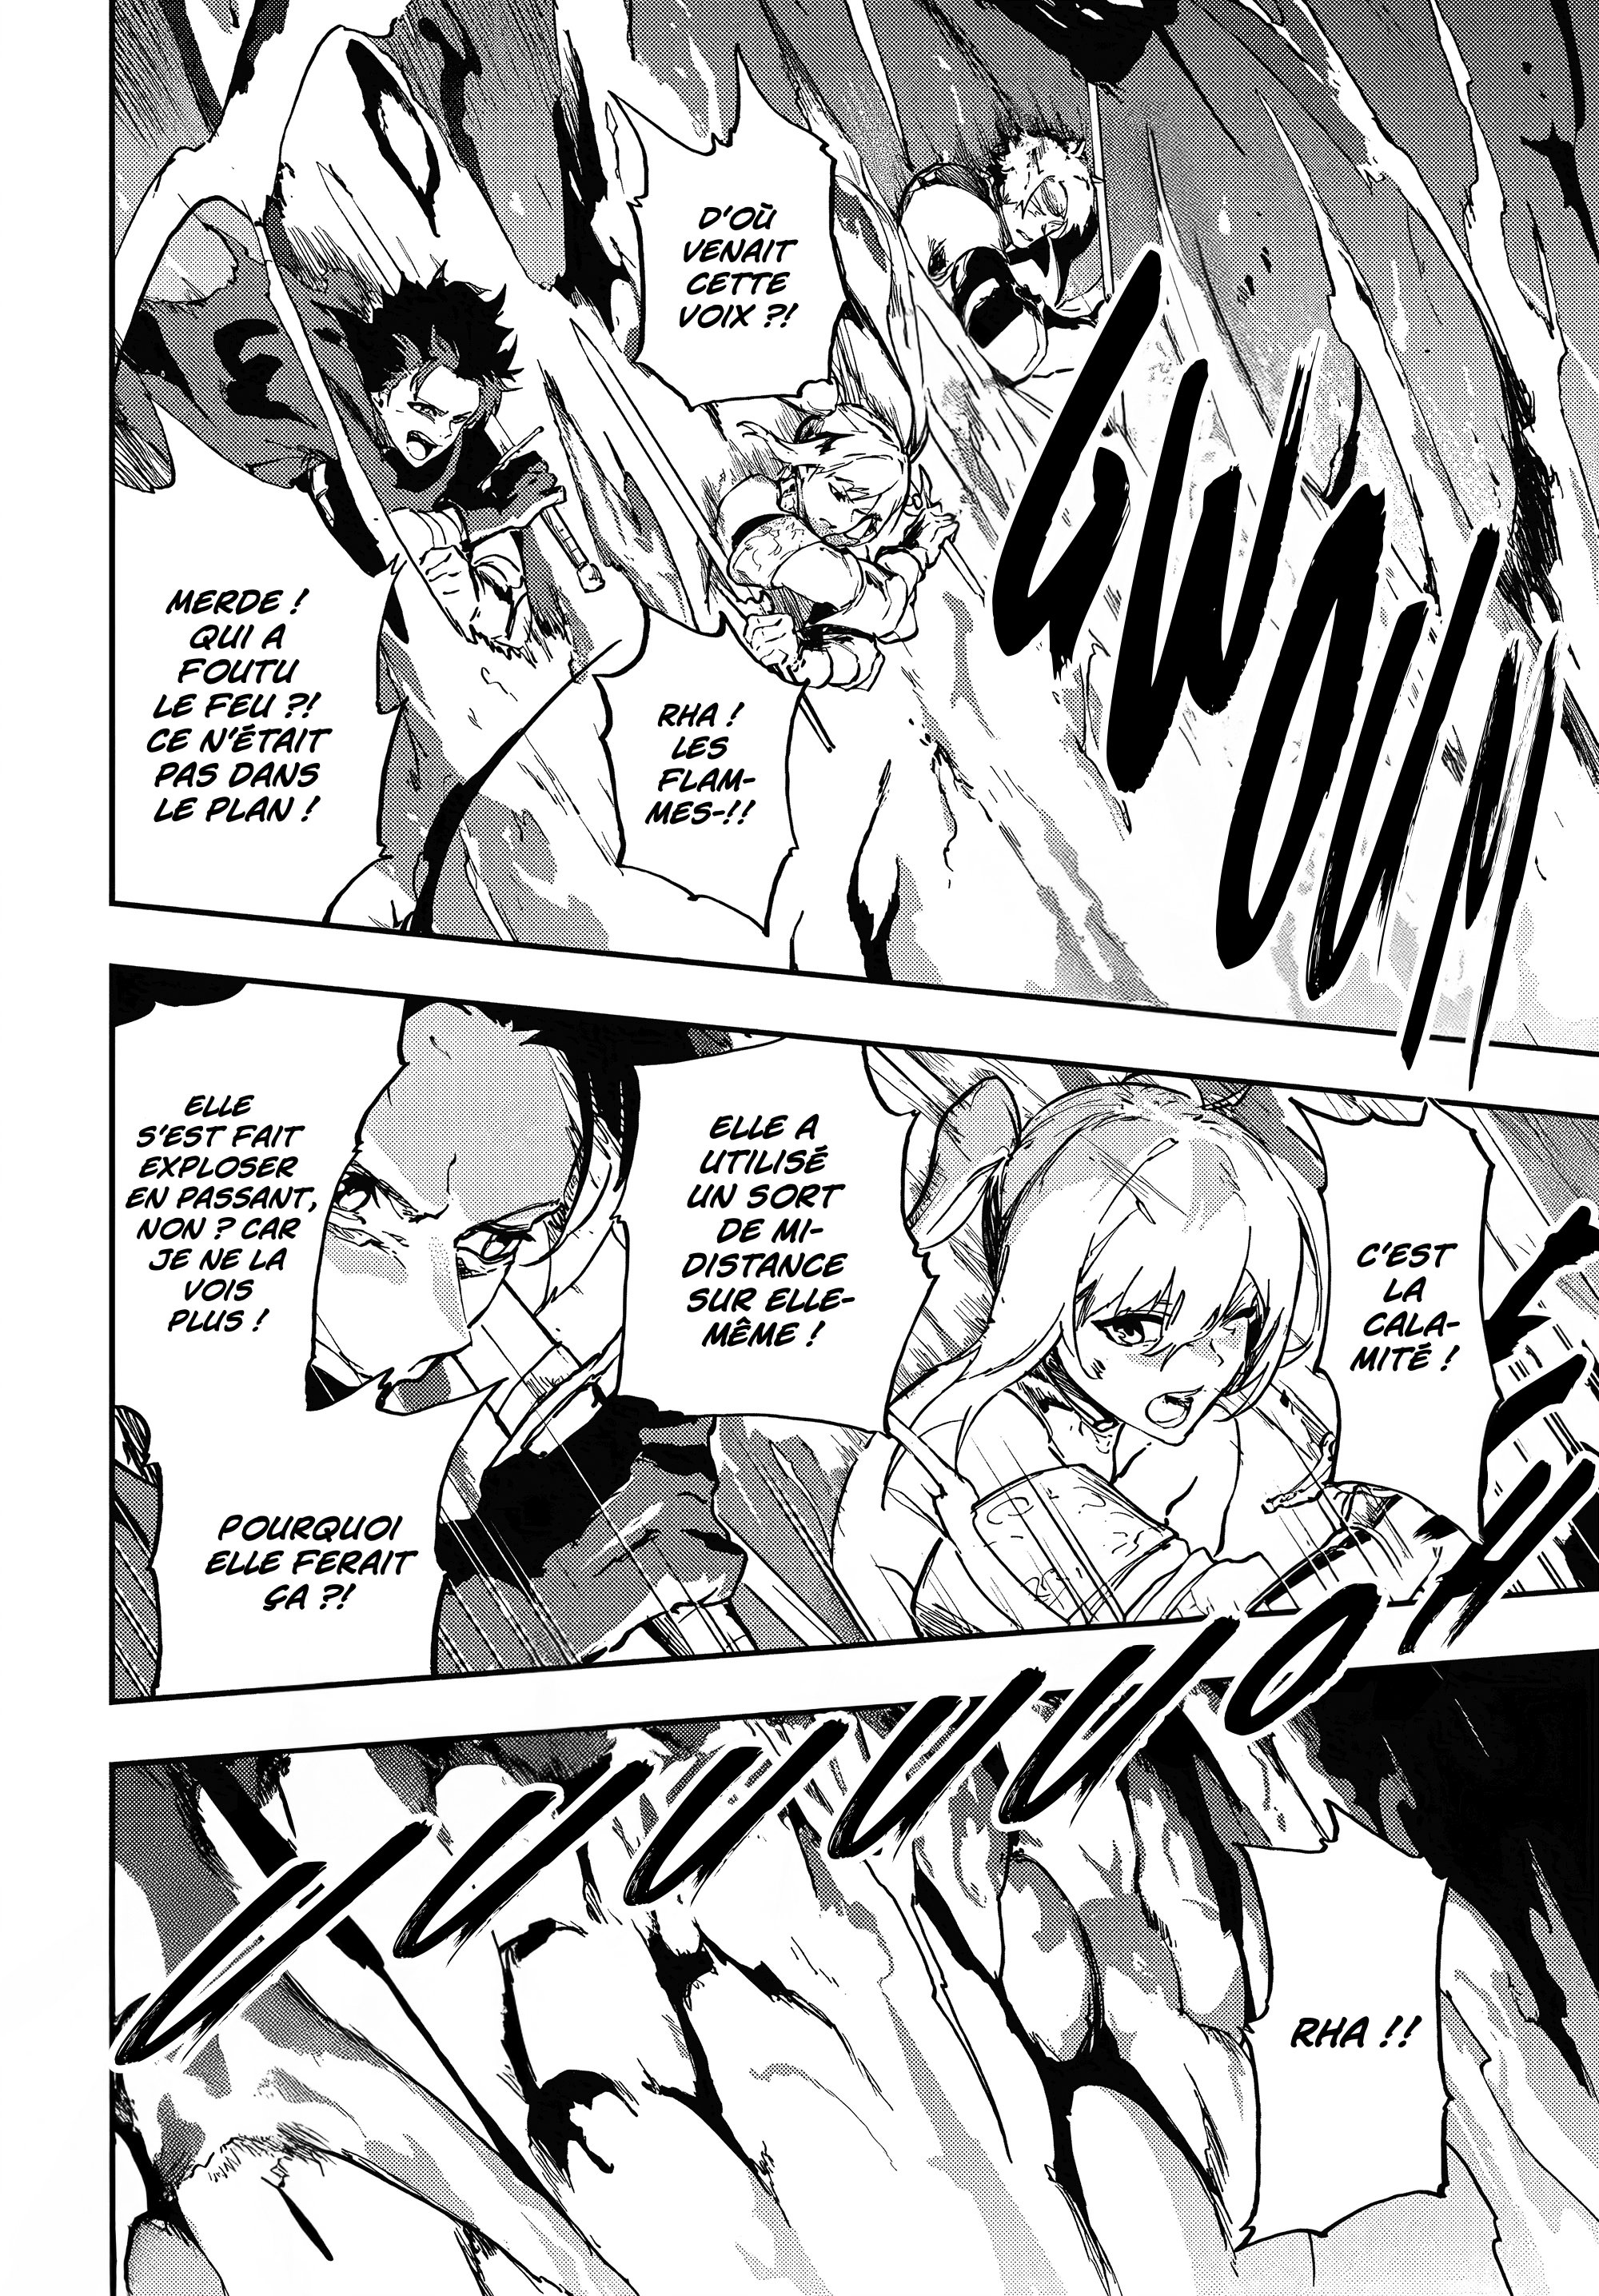 D'OÙ
VENAIT
CETTE
VOIX ?!
GWOUM
RHA !
LES
FLAM-
MES-!!
MERDE !
QUI A
FOUTU
LE FEU ?!
CE N'ÉTAIT
PAS DANS
LE PLAN !
C'EST
LA
CALA-
MITÉ !
ELLE A
UTILISÉ
UN SORT
DE MI-
DISTANCE
SUR ELLE-
MÊME !
ELLE
S'EST FAIT
EXPLOSER
EN PASSANT,
NON ? CAR
JE NE LA
VOIS
PLUS !
POURQUOI
ELLE FERAIT
ÇA ?!
UUUUUOH
RHA !!